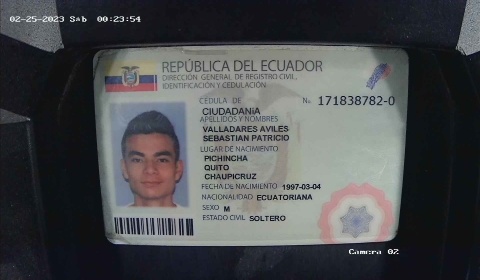 02-25-2023 Sáb 00:23:54
REPÚBLICA DEL ECUADOR
DIRECCIÓN GENERAL DE REGISTRO CIVIL,
IDENTIFICACIÓN Y CEDULACIÓN
CÉDULA DE No. 171838782-0
CIUDADANÍA
APELLIDOS Y NOMBRES
VALLADARES AVILES
SEBASTIAN PATRICIO
LUGAR DE NACIMIENTO
PICHINCHA
QUITO
CHAUPICRUZ
FECHA DE NACIMIENTO 1997-03-04
NACIONALIDAD ECUATORIANA
SEXO M
ESTADO CIVIL SOLTERO
Camera 02